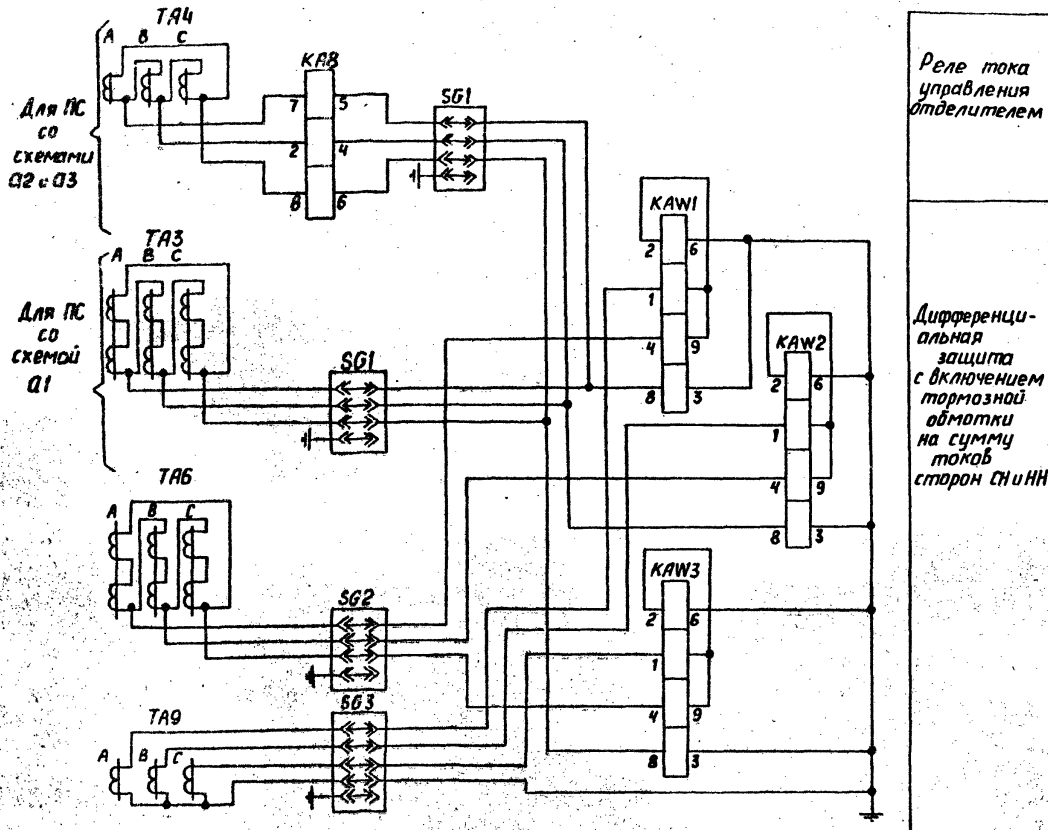 TA4
A B C
Для ПС
со
схемами
Q2 и Q3
KA8
7 5
2 4
8 6
SG1
TA3
A B C
Для ПС
со
схемой
Q1
SG1
TA6
A B C
SG2
TA9
A B C
SG3
KAW1
2 6
1
4 9
8 3
KAW2
2 6
1
4 9
8 3
KAW3
2 6
1
4 9
8 3
Реле тока
управления
отделителем
Дифференци-
альная
защита
с включением
тормозной
обмотки
на сумму
токов
сторон СН и НН